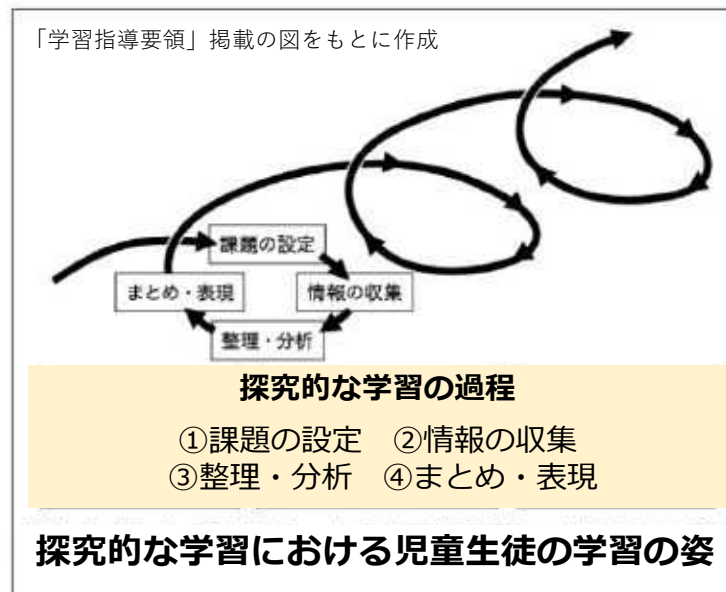 「学習指導要領」掲載の図をもとに作成
課題の設定
まとめ・表現
情報の収集
整理・分析
探究的な学習の過程
①課題の設定 ②情報の収集
③整理・分析 ④まとめ・表現
探究的な学習における児童生徒の学習の姿